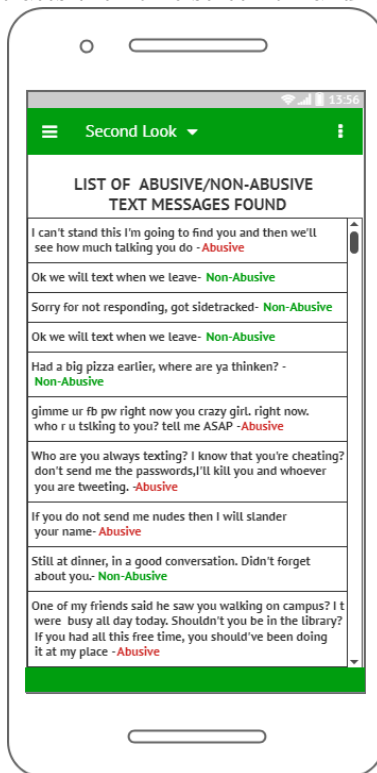 13:56
Second Look
LIST OF ABUSIVE/NON-ABUSIVE
TEXT MESSAGES FOUND
I can't stand this I'm going to find you and then we'll
see how much talking you do -Abusive
Ok we will text when we leave- Non-Abusive
Sorry for not responding, got sidetracked- Non-Abusive
Ok we will text when we leave- Non-Abusive
Had a big pizza earlier, where are ya thinken? -
Non-Abusive
gimme ur fb pw right now you crazy girl. right now.
who r u tslking to you? tell me ASAP -Abusive
Who are you always texting? I know that you're cheating?
don't send me the passwords,I'll kill you and whoever
you are tweeting. -Abusive
If you do not send me nudes then I will slander
your name- Abusive
Still at dinner, in a good conversation. Didn't forget
about you.- Non-Abusive
One of my friends said he saw you walking on campus? I t
were busy all day today. Shouldn't you be in the library?
If you had all this free time, you should've been doing
it at my place -Abusive